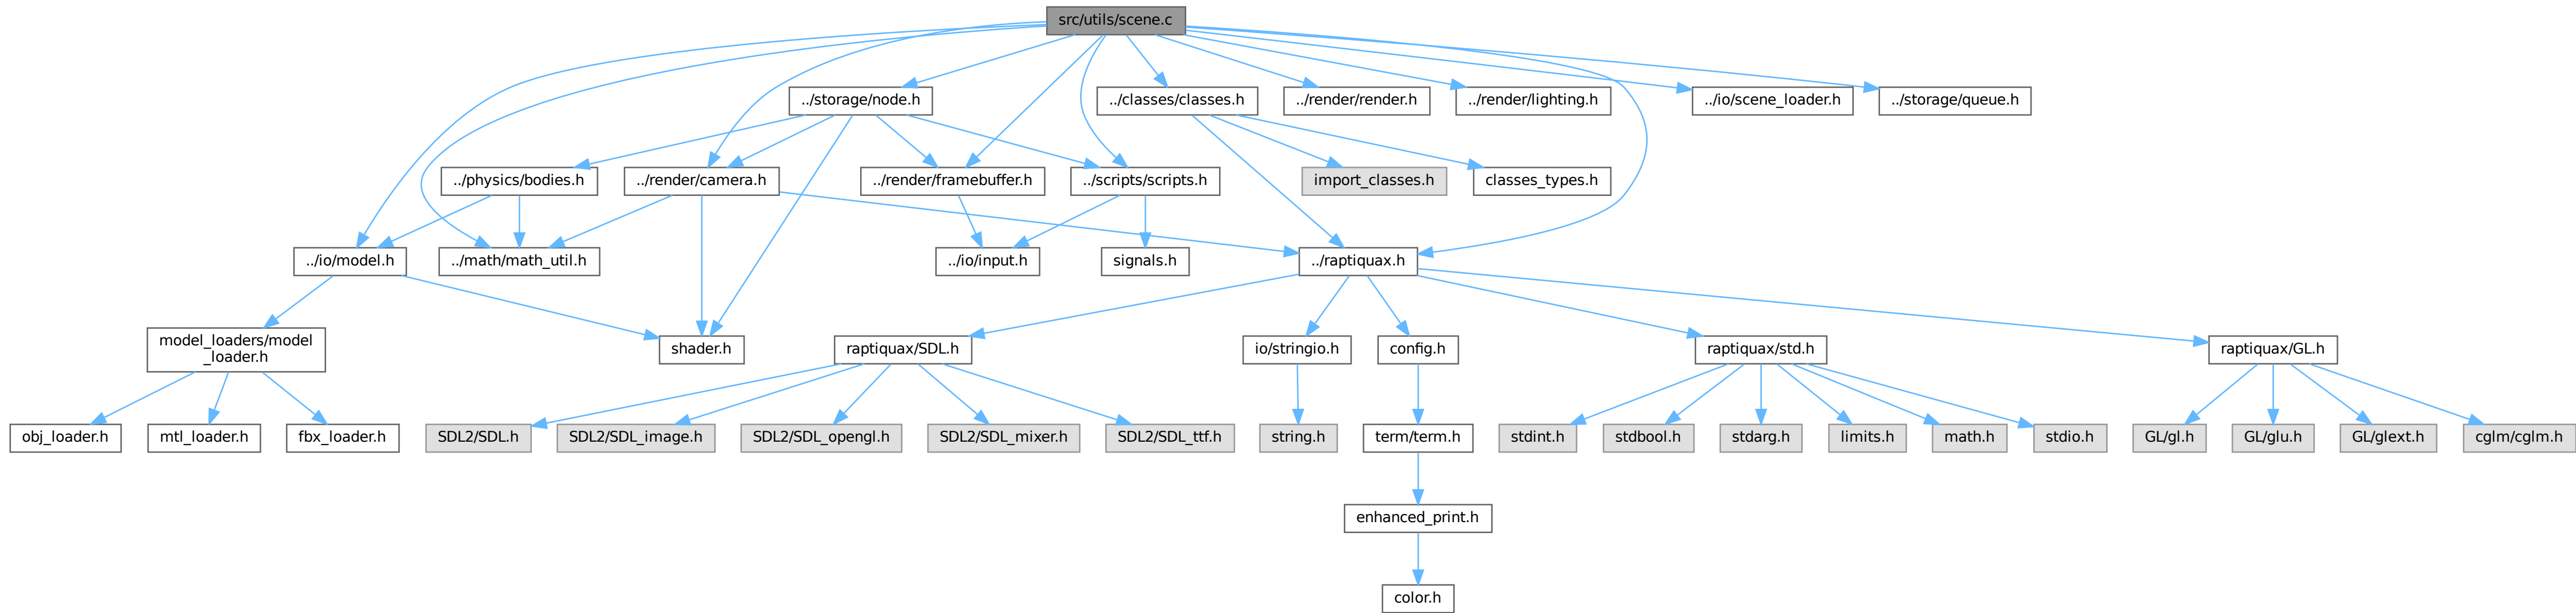 src/utils/scene.c
../storage/node.h
../classes/classes.h
../render/render.h
../render/lighting.h
../io/scene_loader.h
../storage/queue.h
../physics/bodies.h
../render/camera.h
../render/framebuffer.h
../scripts/scripts.h
import_classes.h
classes_types.h
../io/model.h
../math/math_util.h
../io/input.h
signals.h
../raptiquax.h
model_loaders/model
_loader.h
shader.h
raptiquax/SDL.h
io/stringio.h
config.h
raptiquax/std.h
raptiquax/GL.h
obj_loader.h
mtl_loader.h
fbx_loader.h
SDL2/SDL.h
SDL2/SDL_image.h
SDL2/SDL_opengl.h
SDL2/SDL_mixer.h
SDL2/SDL_ttf.h
string.h
term/term.h
stdint.h
stdbool.h
stdarg.h
limits.h
math.h
stdio.h
GL/gl.h
GL/glu.h
GL/glext.h
cglm/cglm.h
enhanced_print.h
color.h